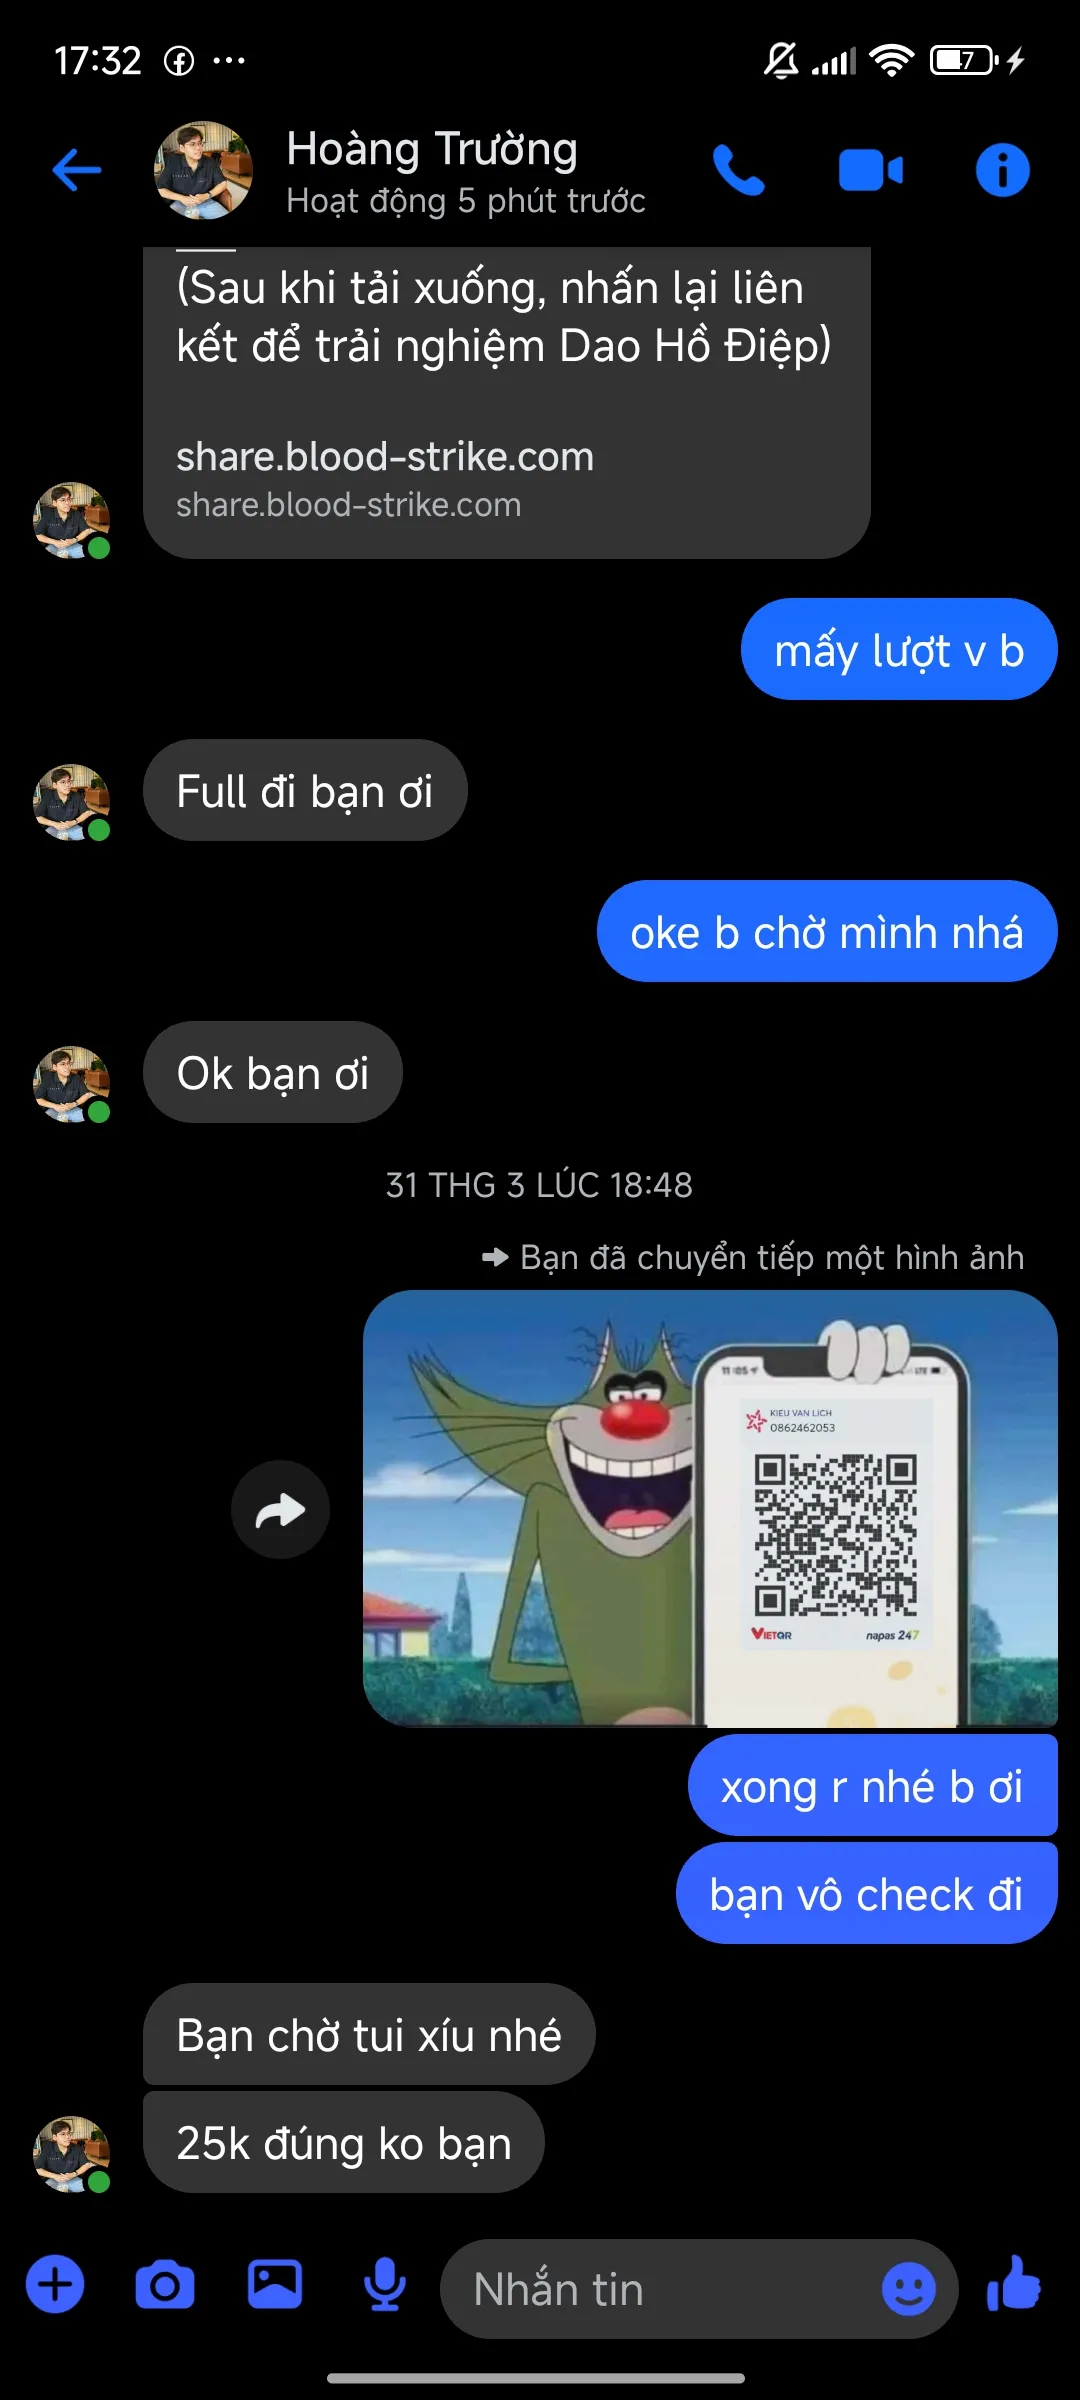 17:32
47
Hoàng Trường
Hoạt động 5 phút trước
(Sau khi tải xuống, nhấn lại liên
kết để trải nghiệm Dao Hồ Điệp)
share.blood-strike.com
share.blood-strike.com
mấy lượt v b
Full đi bạn ơi
oke b chờ mình nhá
Ok bạn ơi
31 THG 3 LÚC 18:48
Bạn đã chuyển tiếp một hình ảnh
11:05
LTE
KIEU VAN LICH
0862462053
VIETQR
napas 247
xong r nhé b ơi
bạn vô check đi
Bạn chờ tui xíu nhé
25k đúng ko bạn
Nhắn tin